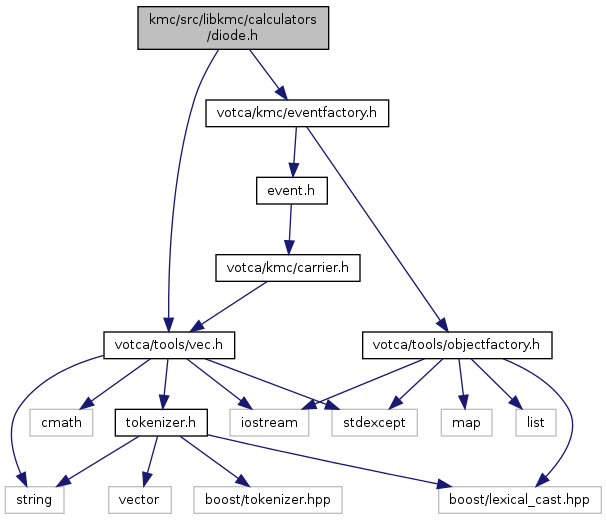 kmc/src/libkmc/calculators
/diode.h
votca/kmc/eventfactory.h
event.h
votca/kmc/carrier.h
votca/tools/vec.h
votca/tools/objectfactory.h
cmath
tokenizer.h
iostream
stdexcept
map
list
string
vector
boost/tokenizer.hpp
boost/lexical_cast.hpp